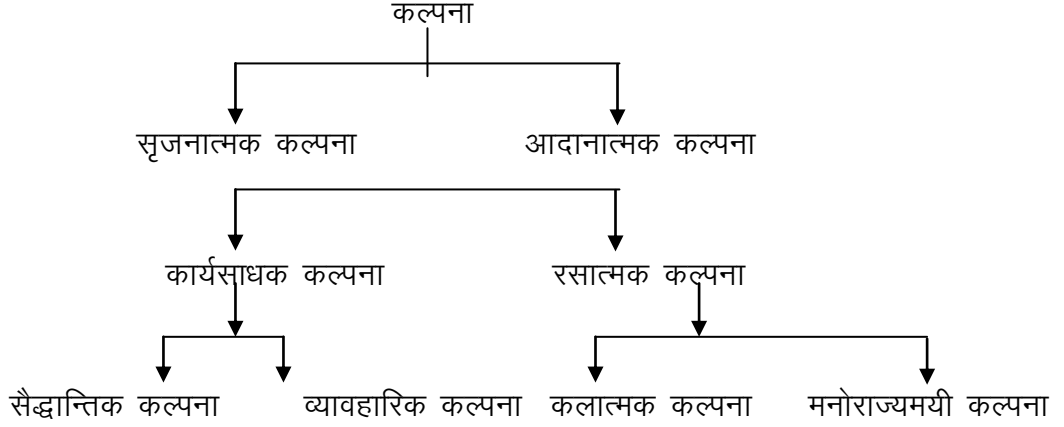 कल्पना
सृजनात्मक कल्पना आदानात्मक कल्पना
कार्यसाधक कल्पना रसात्मक कल्पना
सैद्धान्तिक कल्पना व्यावहारिक कल्पना कलात्मक कल्पना मनोराज्यमयी कल्पना